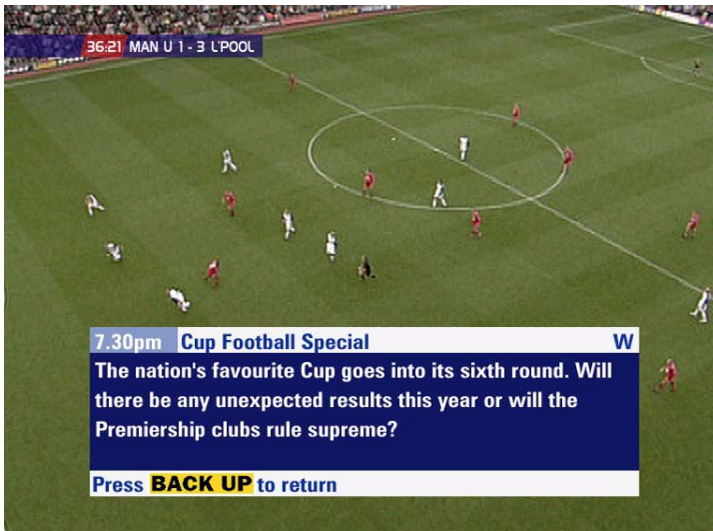 36:21 MAN U 1 - 3 L'POOL
7.30pm Cup Football Special W
The nation's favourite Cup goes into its sixth round. Will
there be any unexpected results this year or will the
Premiership clubs rule supreme?
Press BACK UP to return